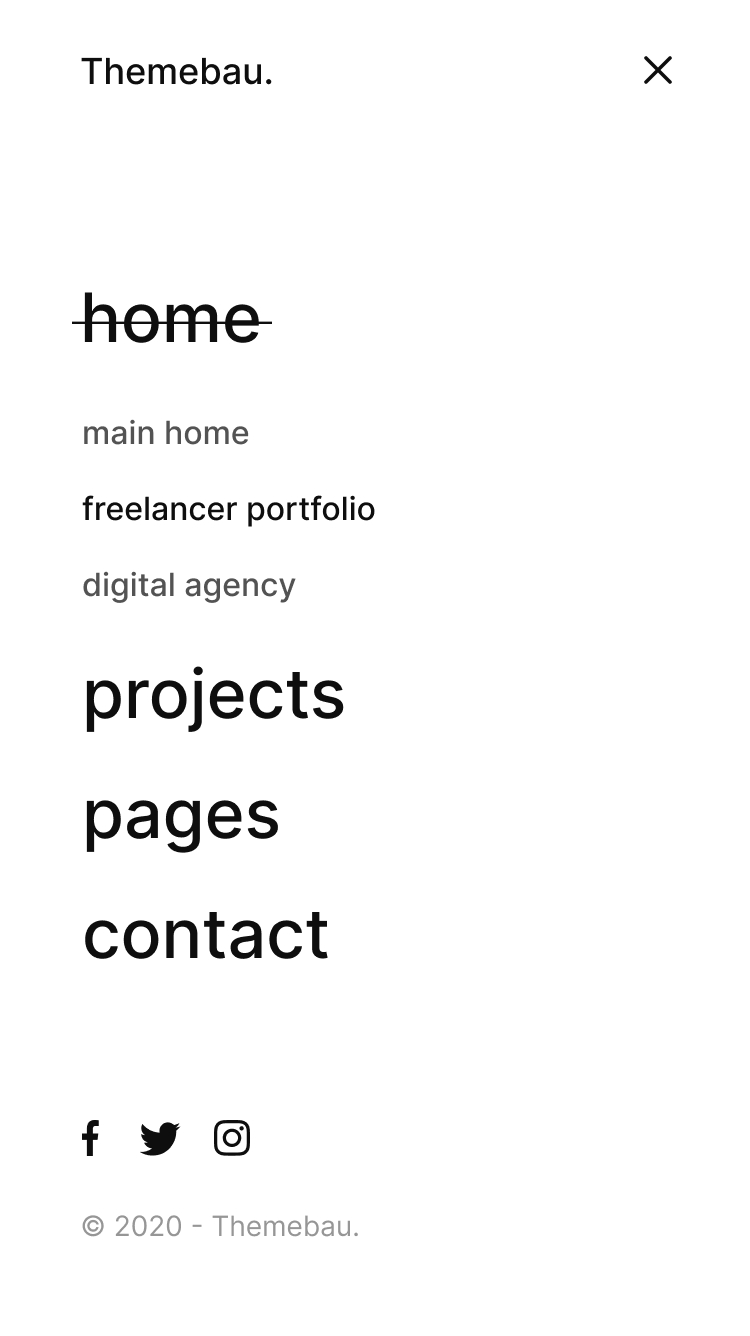 Themebau.
home
main home
freelancer portfolio
digital agency
projects
pages
contact
© 2020 - Themebau.